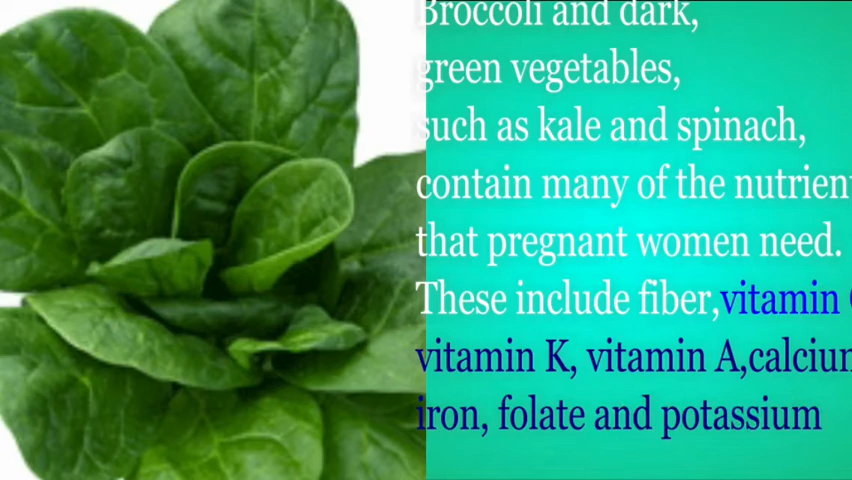 Broccoli and dark,
green vegetables,
such as kale and spinach,
contain many of the nutrient
that pregnant women need.
These include fiber,vitamin
vitamin K, vitamin A,calcium
iron, folate and potassium